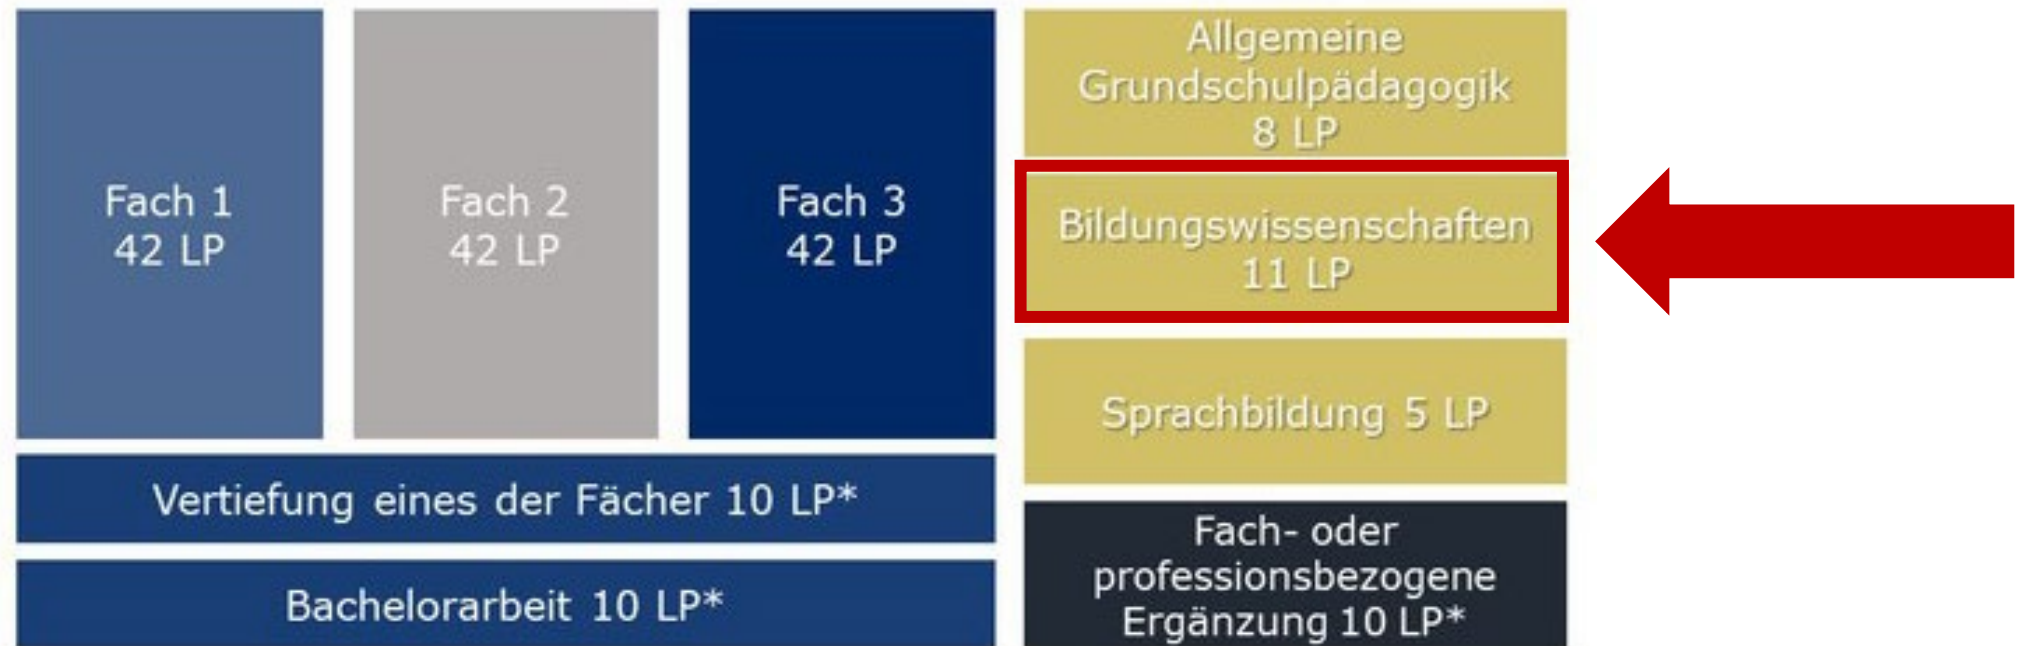 Fach 1
42 LP
Fach 2
42 LP
Fach 3
42 LP
Vertiefung eines der Fächer 10 LP*
Bachelorarbeit 10 LP*
Allgemeine
Grundschulpädagogik
8 LP
Bildungswissenschaften
11 LP
Sprachbildung 5 LP
Fach- oder
professionsbezogene
Ergänzung 10 LP*